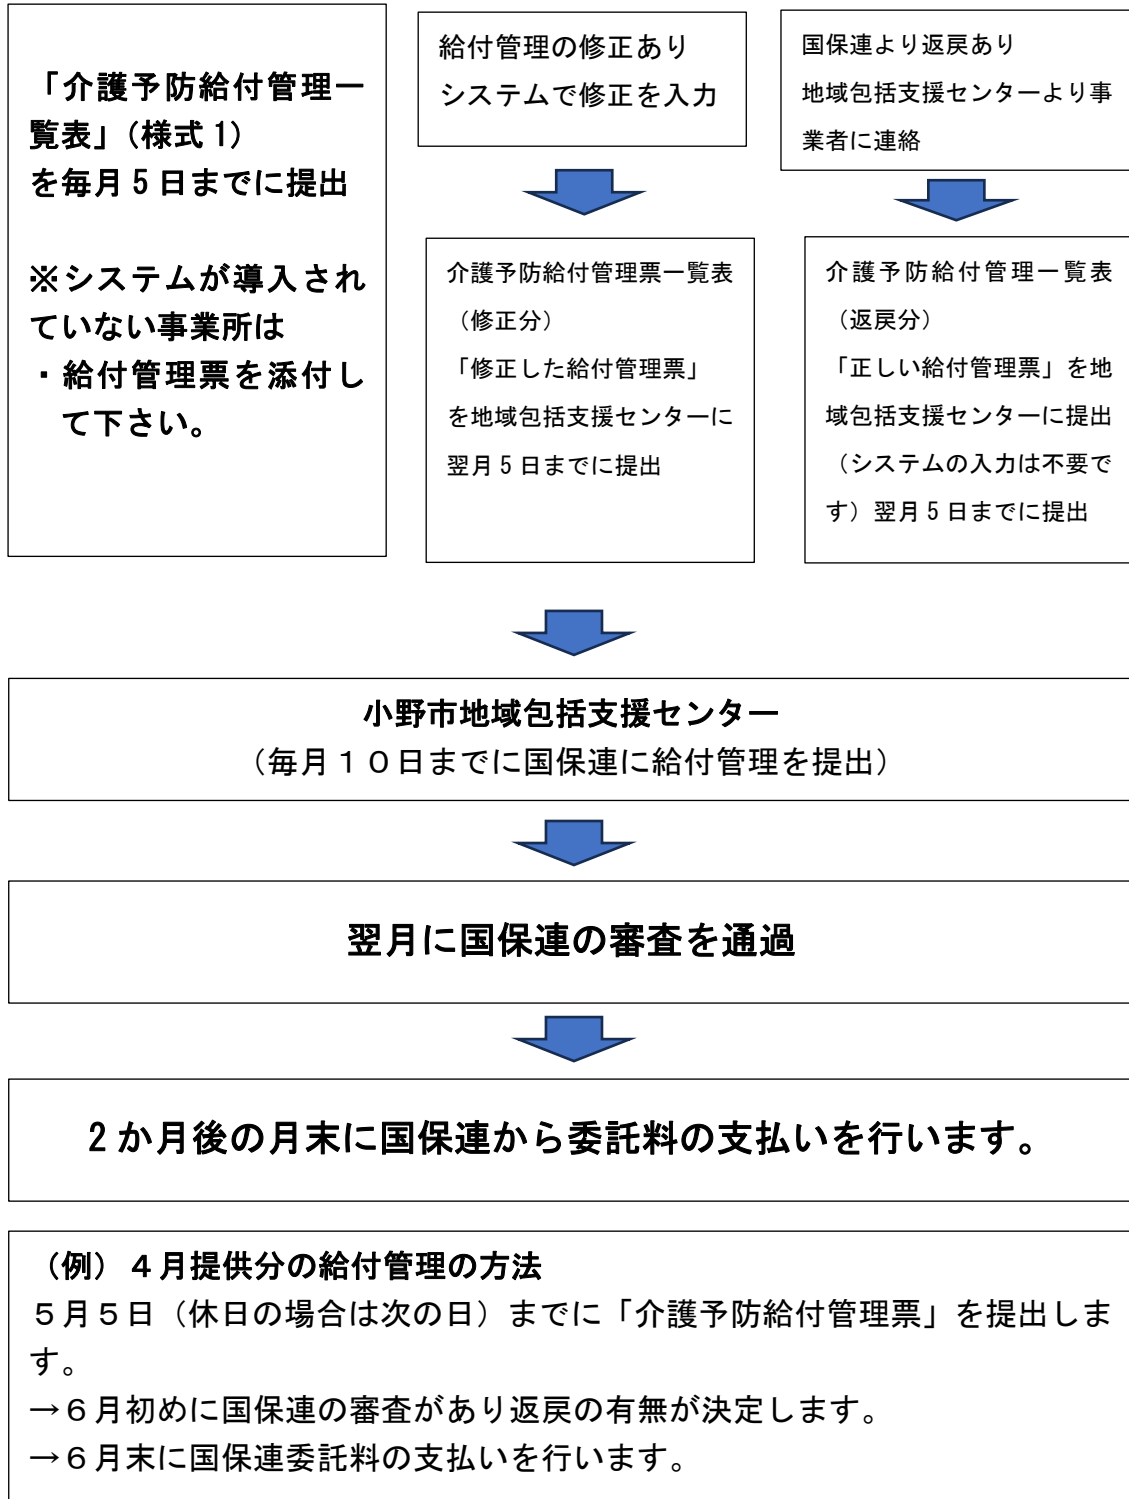 「介護予防給付管理一
覧表」（様式 1）
を毎月 5 日までに提出
※システムが導入され
ていない事業所は
・給付管理票を添付し
て下さい。
給付管理の修正あり
システムで修正を入力
国保連より返戻あり
地域包括支援センターより事
業者に連絡
介護予防給付管理票一覧表
（修正分）
「修正した給付管理票」
を地域包括支援センターに
翌月 5 日までに提出
介護予防給付管理一覧表
（返戻分）
「正しい給付管理票」を地
域包括支援センターに提出
（システムの入力は不要で
す）翌月 5 日までに提出
小野市地域包括支援センター
（毎月１０日までに国保連に給付管理を提出）
翌月に国保連の審査を通過
2 か月後の月末に国保連から委託料の支払いを行います。
（例）４月提供分の給付管理の方法
５月５日（休日の場合は次の日）までに「介護予防給付管理票」を提出しま
す。
→６月初めに国保連の審査があり返戻の有無が決定します。
→６月末に国保連委託料の支払いを行います。